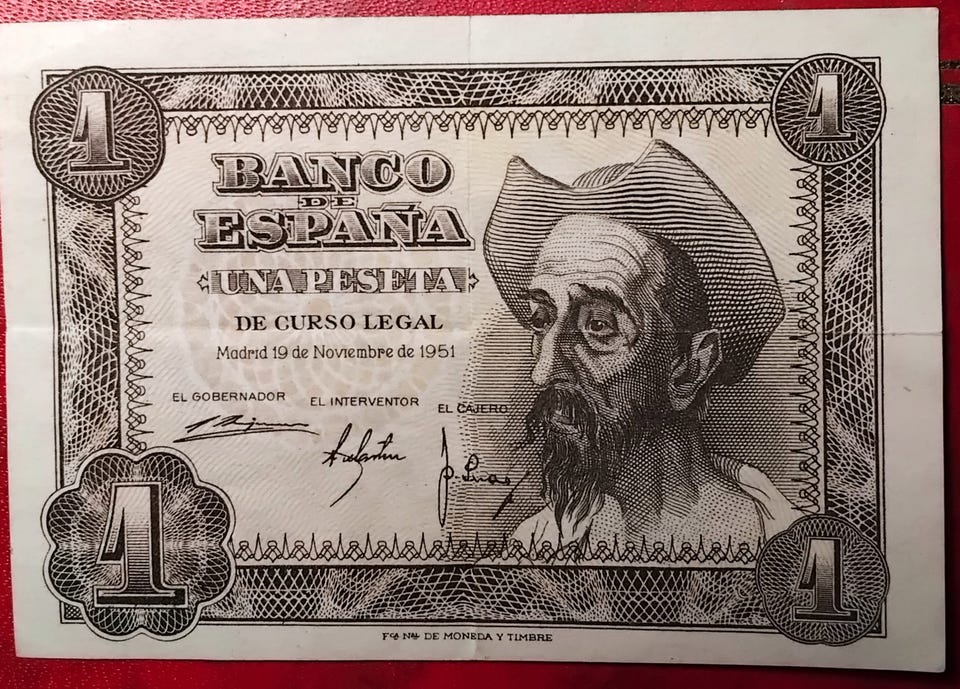 1 1
BANCO
DE
ESPAÑA
UNA PESETA
DE CURSO LEGAL
Madrid 19 de Noviembre de 1951
EL GOBERNADOR EL INTERVENTOR EL CAJERO
1 1
Fca Nal DE MONEDA Y TIMBRE